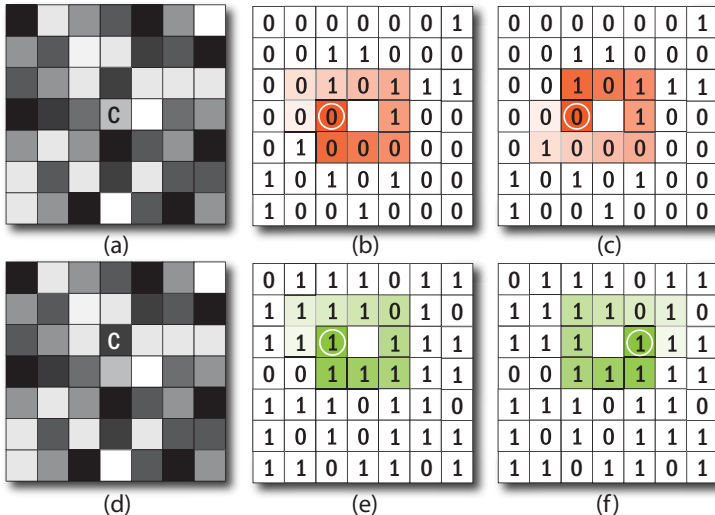 0 0 0 0 0 0 1 0 0 0 0 0 0 1
0 0 1 1 0 0 0 0 0 1 1 0 0 0
0 0 1 0 1 1 1 0 0 1 0 1 1 1
C 0 0 0 1 0 0 0 0 0 1 0 0
0 1 0 0 0 0 0 0 1 0 0 0 0 0
1 0 1 0 1 0 0 1 0 1 0 1 0 0
1 0 0 1 0 0 0 1 0 0 1 0 0 0
(a) (b) (c)
0 1 1 1 0 1 1 0 1 1 1 0 1 1
1 1 1 1 0 1 0 1 1 1 1 0 1 0
C 1 1 1 1 1 1 1 1 1 1 1 1
0 0 1 1 1 1 1 0 0 1 1 1 1 1
1 1 1 0 1 1 0 1 1 1 0 1 1 0
1 0 1 0 1 1 1 1 0 1 0 1 1 1
1 1 0 1 1 0 1 1 1 0 1 1 0 1
(d) (e) (f)